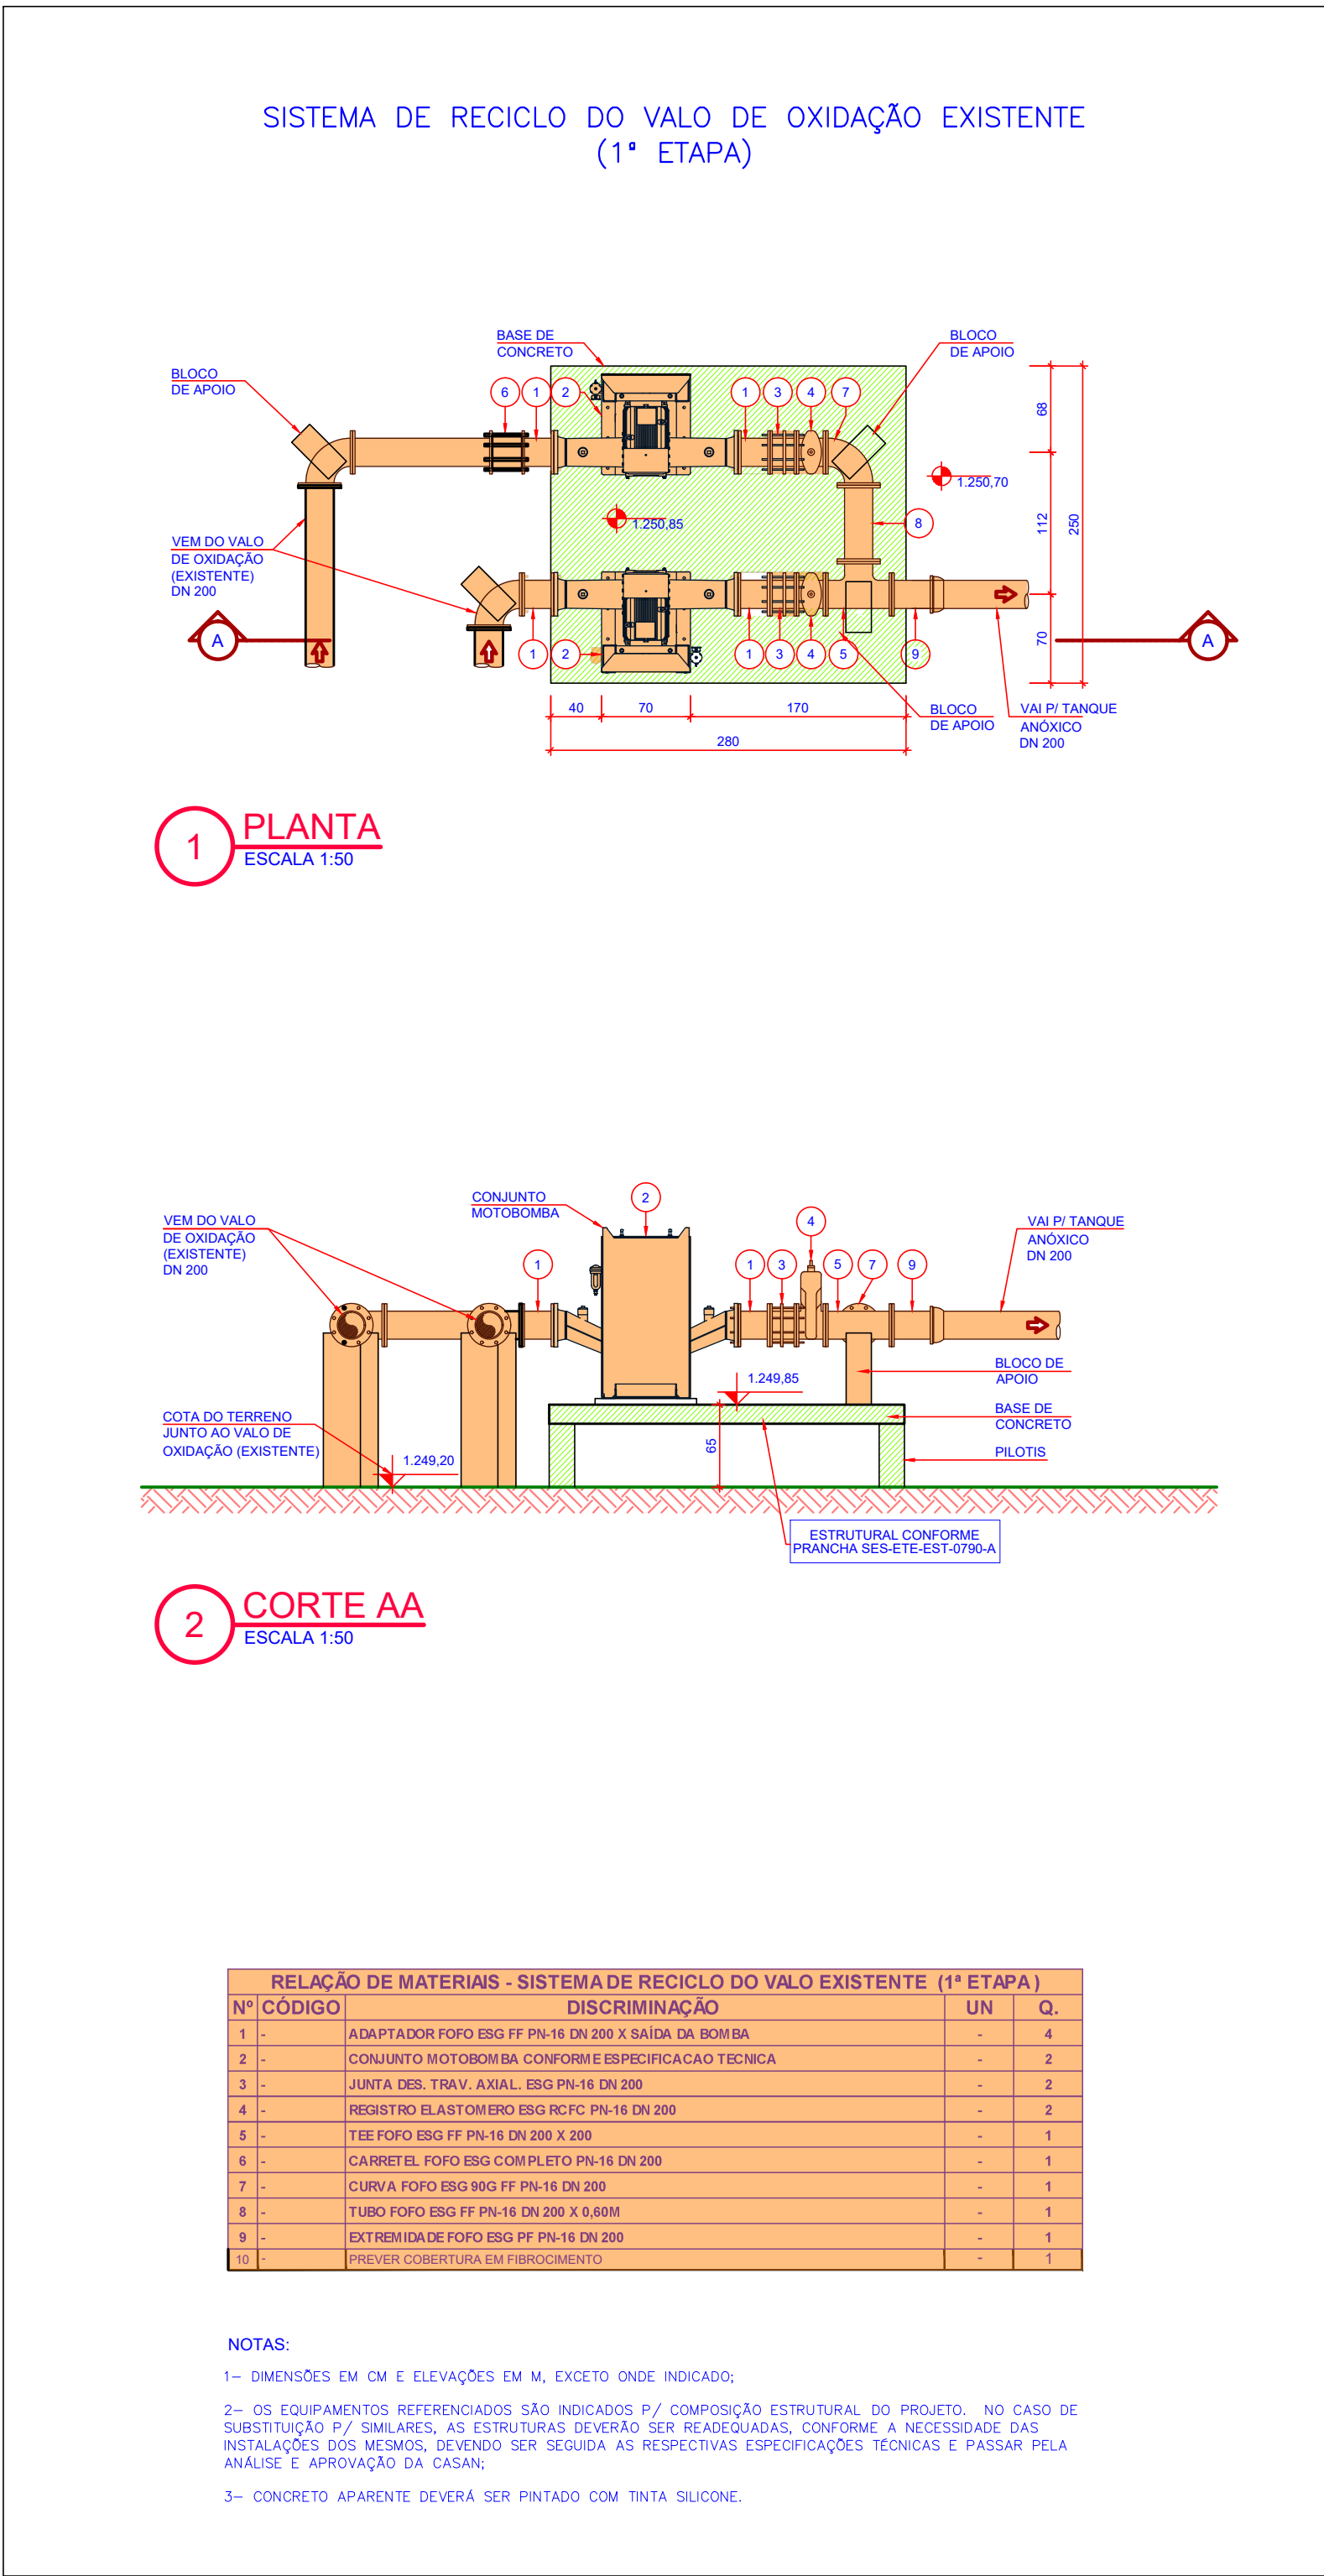 SISTEMA DE RECICLO DO VALO DE OXIDAÇÃO EXISTENTE
(1ª ETAPA)
BASE DE
CONCRETO
BLOCO
DE APOIO
BLOCO
DE APOIO
6
1
2
1
3
4
7
68
1.250,70
1.250,85
8
112
250
VEM DO VALO
DE OXIDAÇÃO
(EXISTENTE)
DN 200
A
1
2
1
3
4
5
9
70
A
40
70
170
280
BLOCO
DE APOIO
VAI P/ TANQUE
ANÓXICO
DN 200
1
PLANTA
ESCALA 1:50
CONJUNTO
MOTOBOMBA
2
VEM DO VALO
DE OXIDAÇÃO
(EXISTENTE)
DN 200
4
VAI P/ TANQUE
ANÓXICO
DN 200
1
1
3
5
7
9
BLOCO DE
APOIO
1.249,85
BASE DE
CONCRETO
COTA DO TERRENO
JUNTO AO VALO DE
OXIDAÇÃO (EXISTENTE)
65
1.249,20
PILOTIS
ESTRUTURAL CONFORME
PRANCHA SES-ETE-EST-0790-A
2
CORTE AA
ESCALA 1:50
RELAÇÃO DE MATERIAIS - SISTEMA DE RECICLO DO VALO EXISTENTE (1ª ETAPA )
Nº CÓDIGO DISCRIMINAÇÃO UN Q.
1 - ADAPTADOR FOFO ESG FF PN-16 DN 200 X SAÍDA DA BOMBA - 4
2 - CONJUNTO MOTOBOMBA CONFORME ESPECIFICACAO TECNICA - 2
3 - JUNTA DES. TRAV. AXIAL. ESG PN-16 DN 200 - 2
4 - REGISTRO ELASTOMERO ESG RCFC PN-16 DN 200 - 2
5 - TEE FOFO ESG FF PN-16 DN 200 X 200 - 1
6 - CARRETEL FOFO ESG COMPLETO PN-16 DN 200 - 1
7 - CURVA FOFO ESG 90G FF PN-16 DN 200 - 1
8 - TUBO FOFO ESG FF PN-16 DN 200 X 0,60M - 1
9 - EXTREMIDADE FOFO ESG PF PN-16 DN 200 - 1
10 - PREVER COBERTURA EM FIBROCIMENTO - 1
NOTAS:
1- DIMENSÕES EM CM E ELEVAÇÕES EM M, EXCETO ONDE INDICADO;
2- OS EQUIPAMENTOS REFERENCIADOS SÃO INDICADOS P/ COMPOSIÇÃO ESTRUTURAL DO PROJETO. NO CASO DE
SUBSTITUIÇÃO P/ SIMILARES, AS ESTRUTURAS DEVERÃO SER READEQUADAS, CONFORME A NECESSIDADE DAS
INSTALAÇÕES DOS MESMOS, DEVENDO SER SEGUIDA AS RESPECTIVAS ESPECIFICAÇÕES TÉCNICAS E PASSAR PELA
ANÁLISE E APROVAÇÃO DA CASAN;
3- CONCRETO APARENTE DEVERÁ SER PINTADO COM TINTA SILICONE.